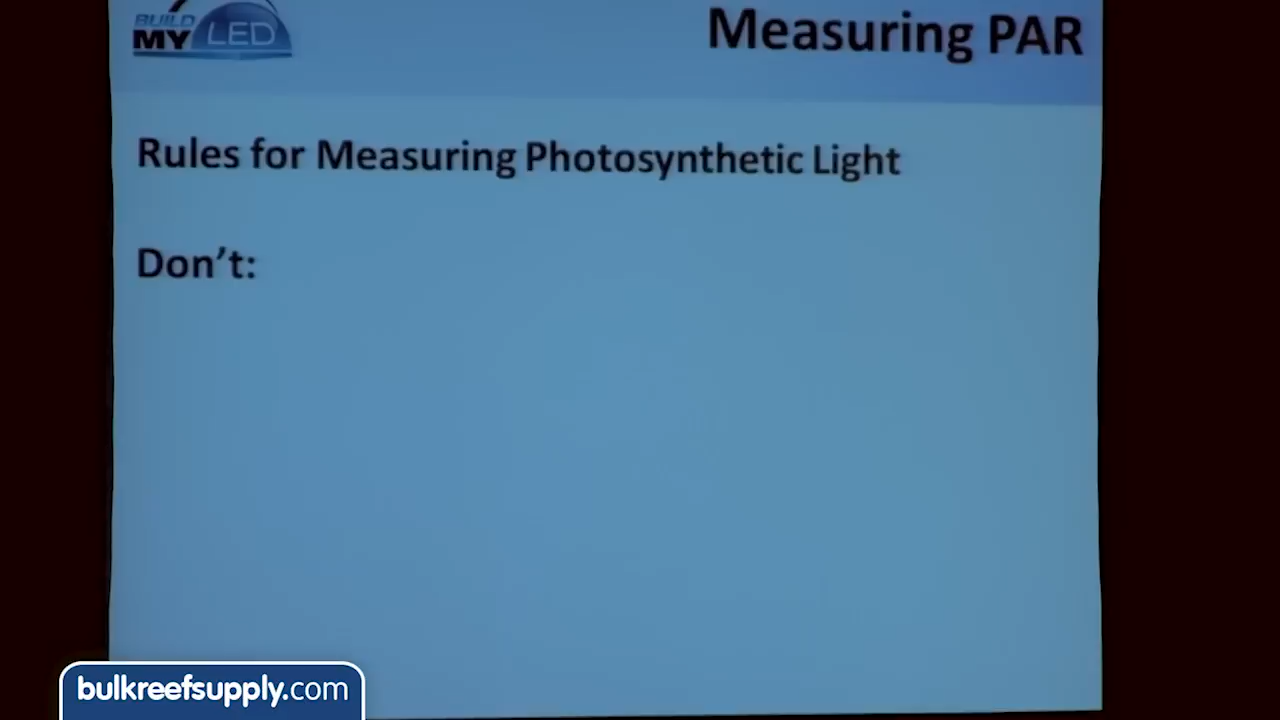 BUILD
MY LED
Measuring PAR
Rules for Measuring Photosynthetic Light
Don't:
bulkreefsupply.com